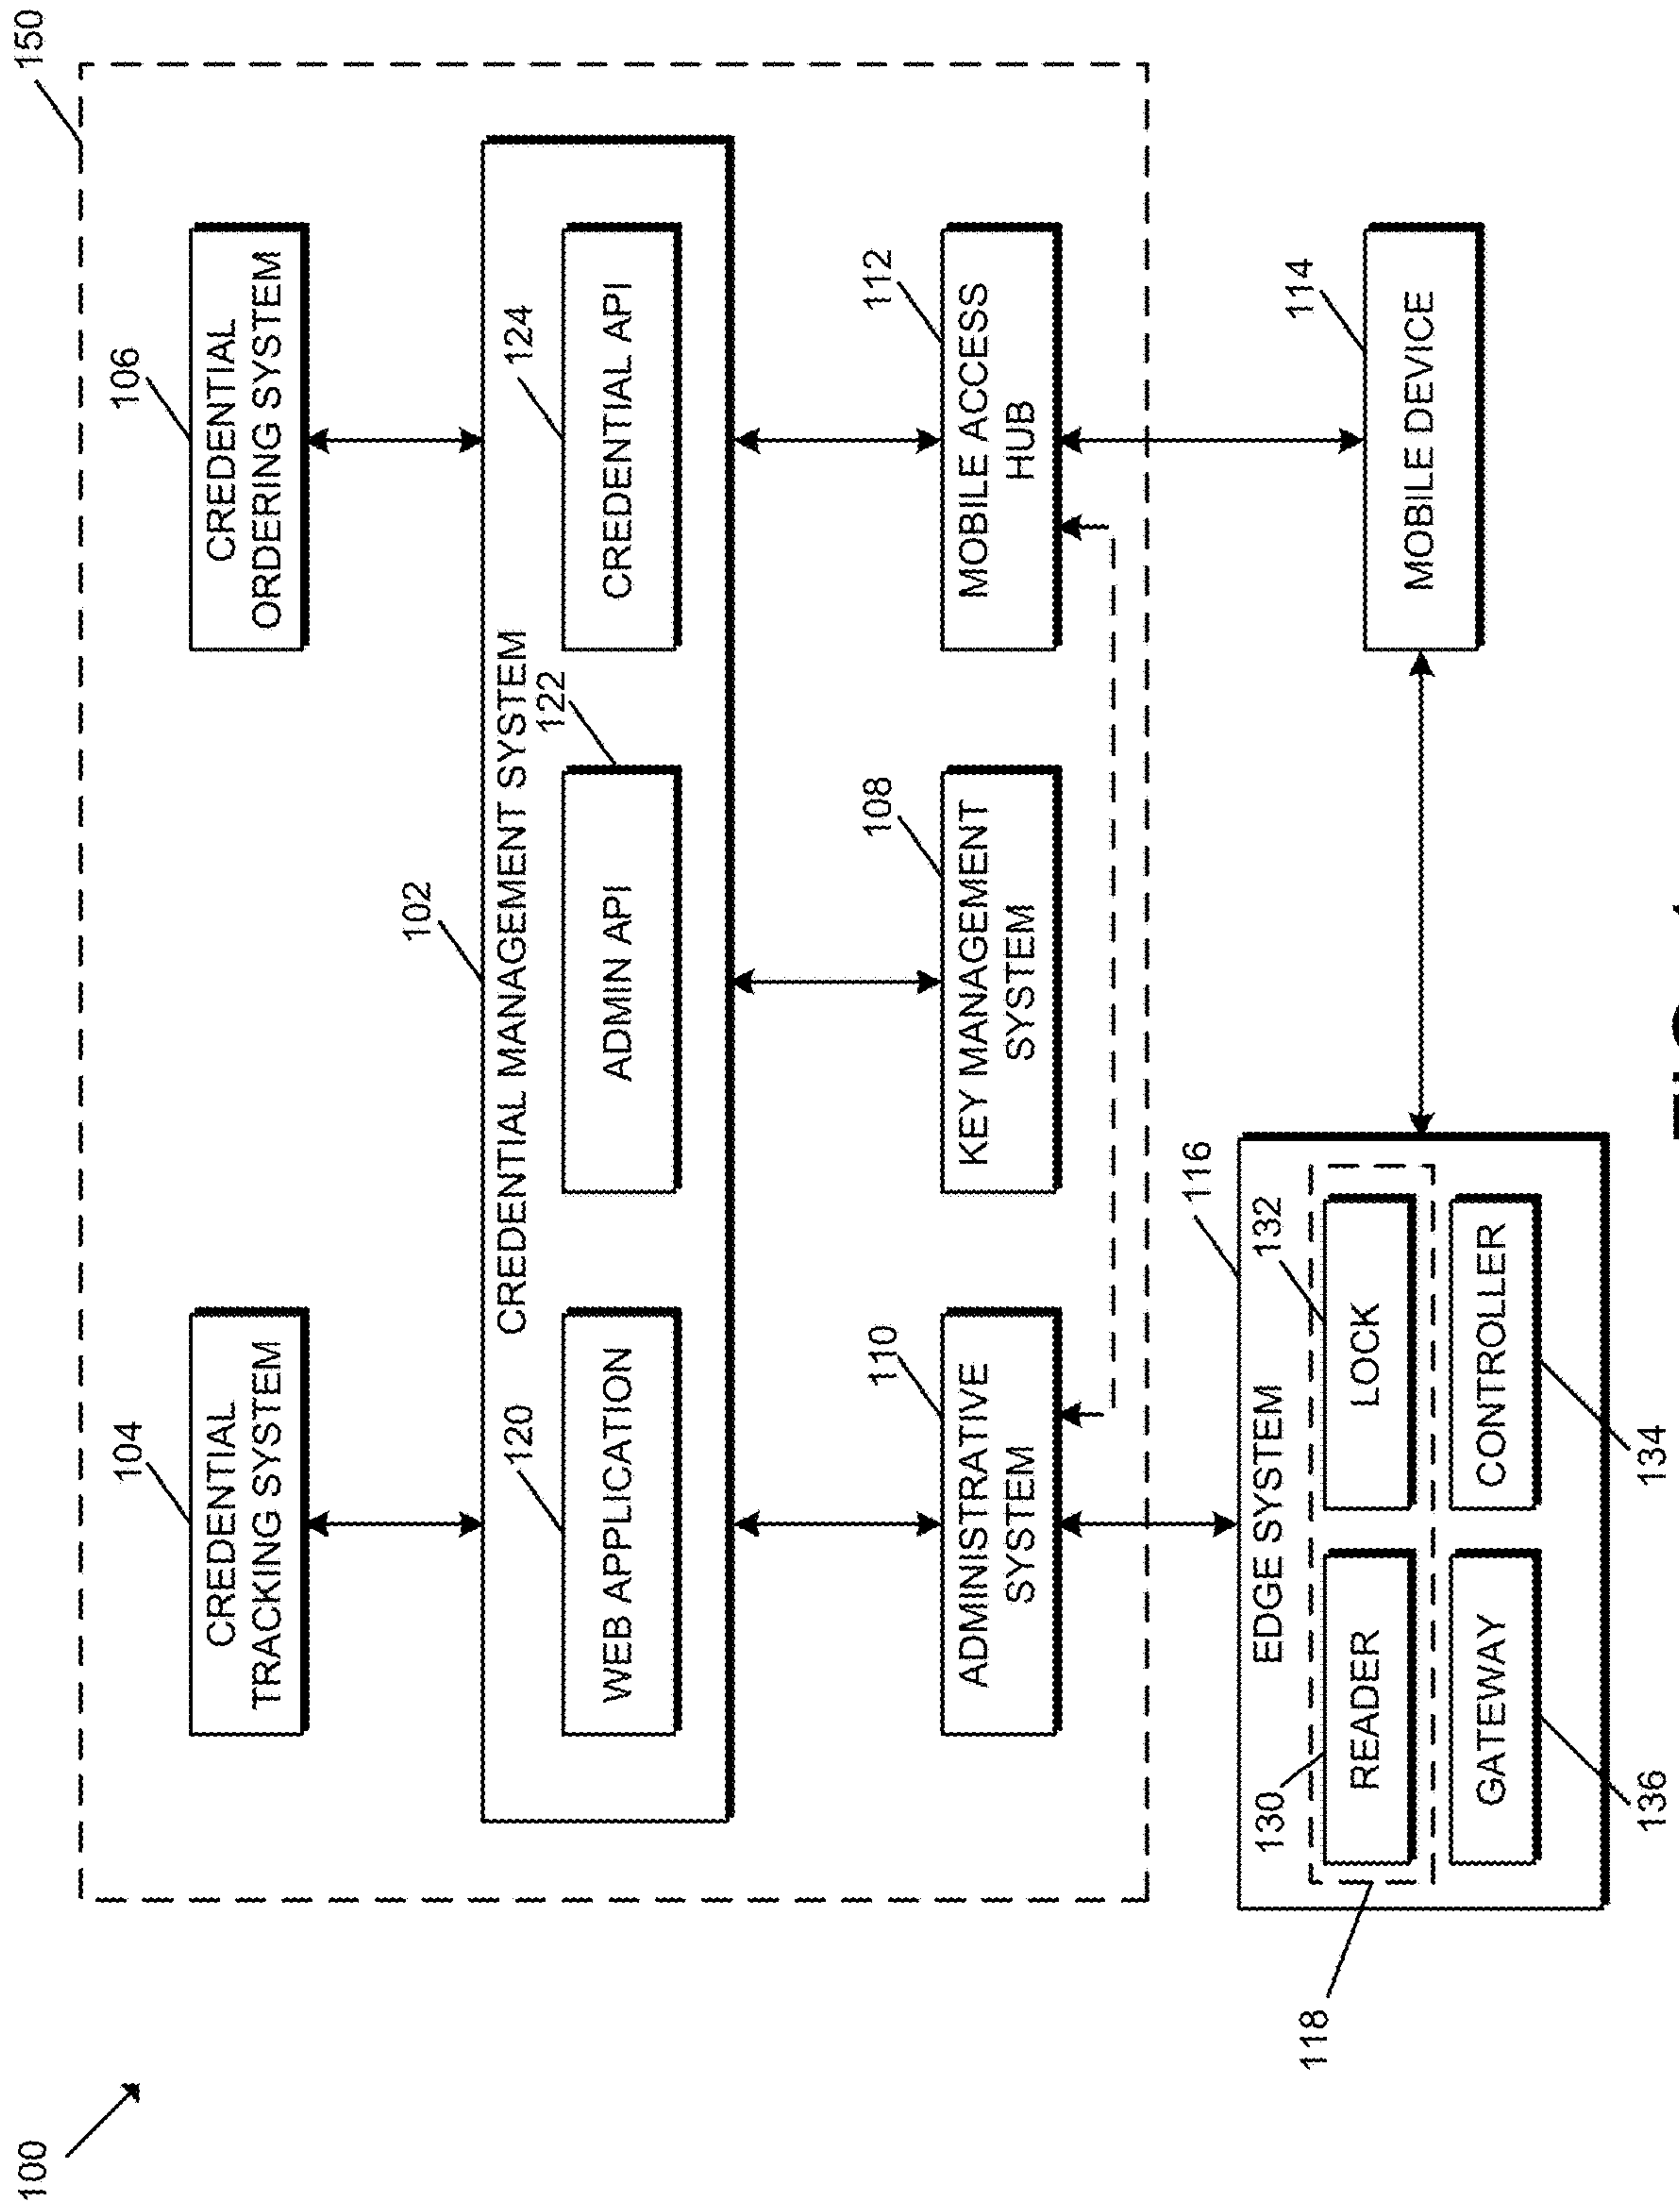 100
150
104
CREDENTIAL
TRACKING SYSTEM
106
CREDENTIAL
ORDERING SYSTEM
102
CREDENTIAL MANAGEMENT SYSTEM
120
WEB APPLICATION
122
ADMIN API
124
CREDENTIAL API
110
ADMINISTRATIVE
SYSTEM
108
KEY MANAGEMENT
SYSTEM
112
MOBILE ACCESS
HUB
116
EDGE SYSTEM
130
READER
132
LOCK
118
GATEWAY
136
CONTROLLER
134
114
MOBILE DEVICE